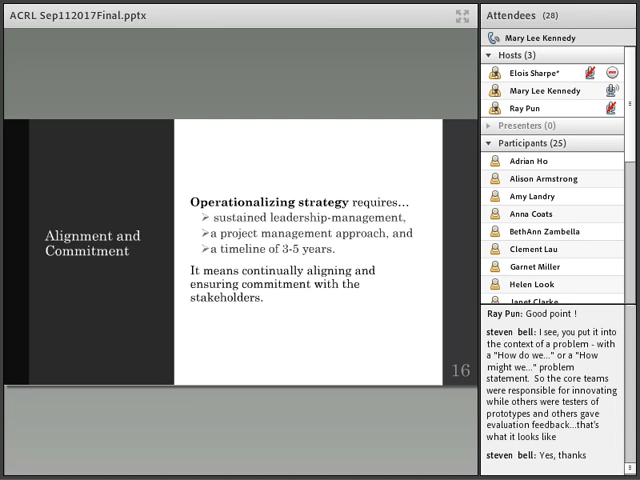 ACRL Sep112017Final.pptx
Alignment and
Commitment
Operationalizing strategy requires...
➢ sustained leadership-management,
➢ a project management approach, and
➢ a timeline of 3-5 years.
It means continually aligning and
ensuring commitment with the
stakeholders.
16
Attendees (28)
Mary Lee Kennedy
Hosts (3)
Elois Sharpe*
Mary Lee Kennedy
Ray Pun
Presenters (0)
Participants (25)
Adrian Ho
Alison Armstrong
Amy Landry
Anna Coats
BethAnn Zambella
Clement Lau
Garnet Miller
Helen Look
Janet Clarke
Ray Pun: Good point !
steven bell: I see, you put it into
the context of a problem - with
a "How do we..." or a "How
might we..." problem
statement. So the core teams
were responsible for innovating
while others were testers of
prototypes and others gave
evaluation feedback...that's
what it looks like
steven bell: Yes, thanks